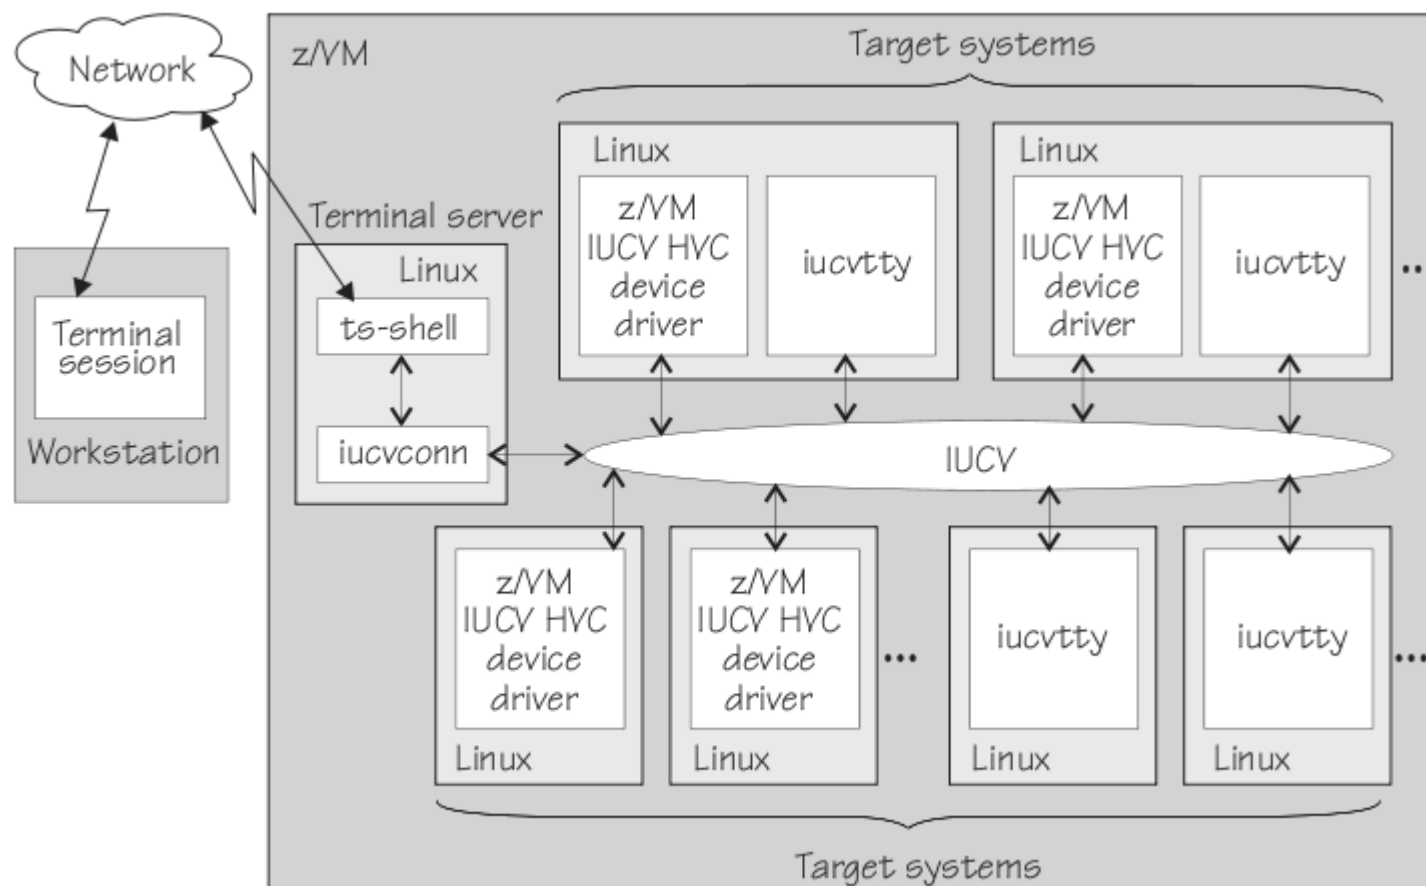 Network
z/VM
Target systems
Linux
z/VM
IUCV HVC
device
driver
iucvtty
Linux
z/VM
IUCV HVC
device
driver
iucvtty
...
Terminal server
Linux
ts-shell
iucvconn
Terminal
session
Workstation
IUCV
z/VM
IUCV HVC
device
driver
Linux
z/VM
IUCV HVC
device
driver
Linux
...
iucvtty
Linux
iucvtty
Linux
...
Target systems